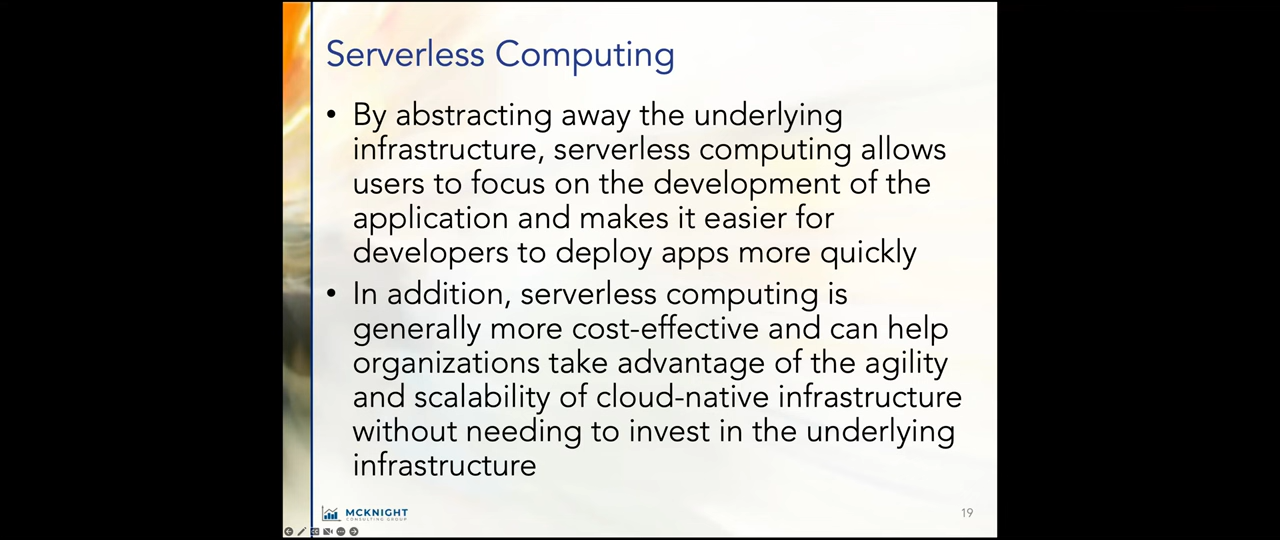 Serverless Computing
• By abstracting away the underlying
infrastructure, serverless computing allows
users to focus on the development of the
application and makes it easier for
developers to deploy apps more quickly
• In addition, serverless computing is
generally more cost-effective and can help
organizations take advantage of the agility
and scalability of cloud-native infrastructure
without needing to invest in the underlying
infrastructure
MCKNIGHT
CONSULTING GROUP
19